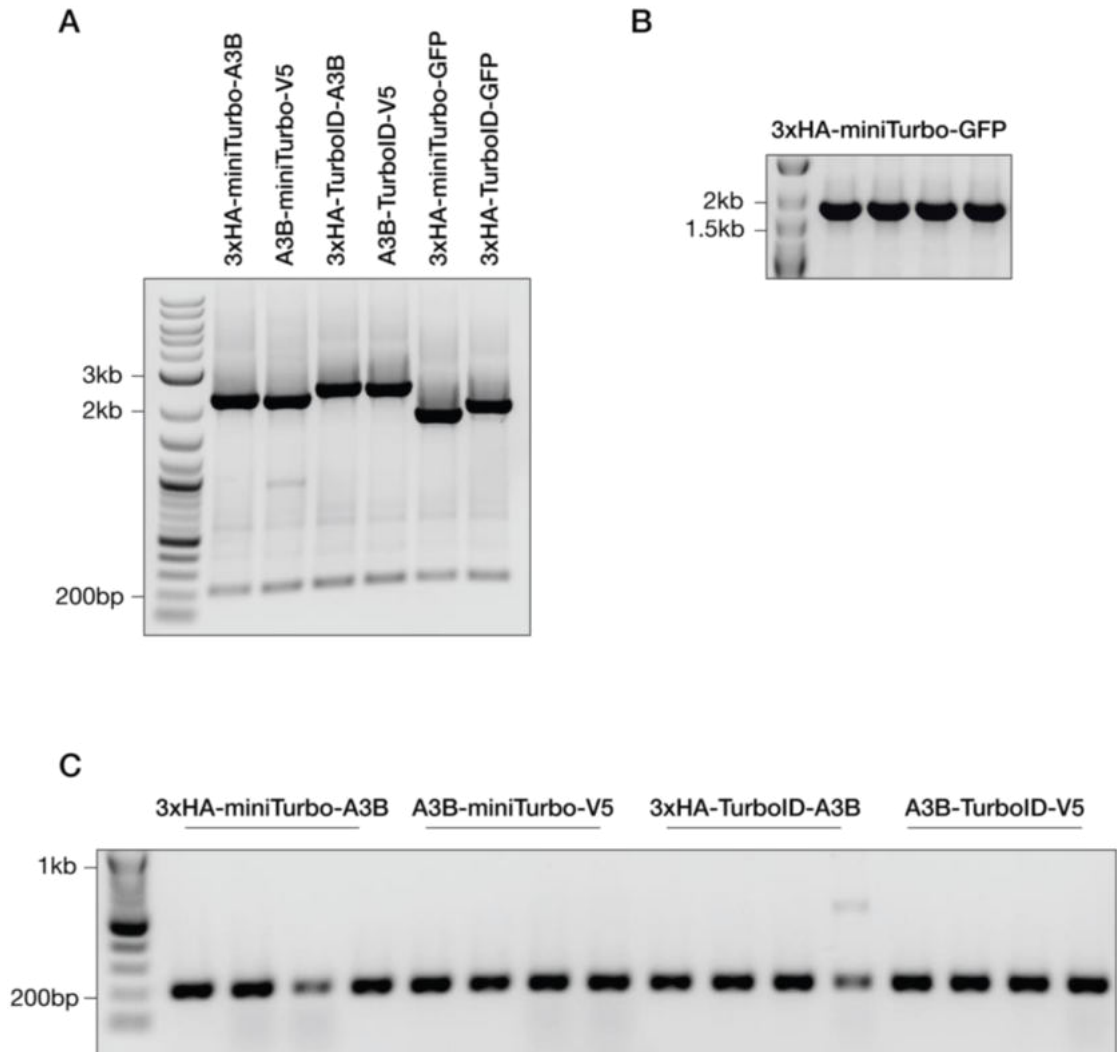 A
3xHA-miniTurbo-A3B
A3B-miniTurbo-V5
3xHA-TurboID-A3B
A3B-TurboID-V5
3xHA-miniTurbo-GFP
3xHA-TurboID-GFP
3kb
2kb
200bp
B
3xHA-miniTurbo-GFP
2kb
1.5kb
C
3xHA-miniTurbo-A3B A3B-miniTurbo-V5 3xHA-TurboID-A3B A3B-TurboID-V5
1kb
200bp